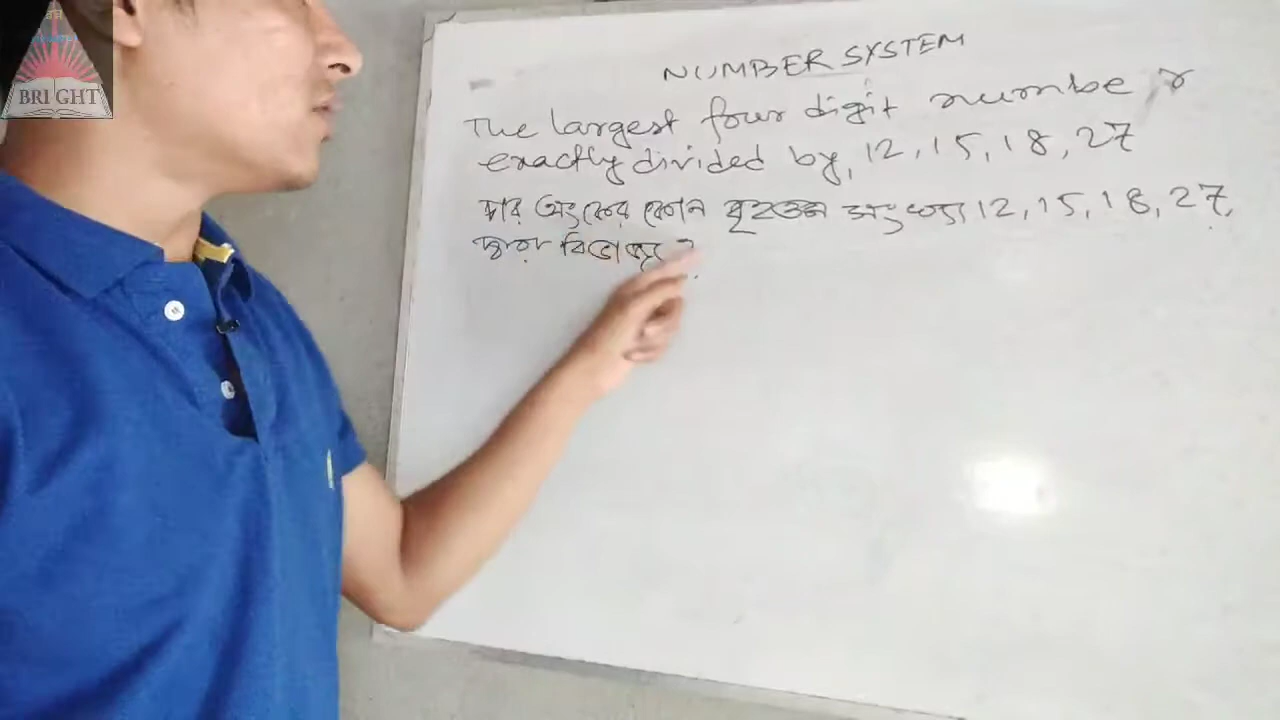 BRIGHT
NUMBER SYSTEM
The largest four digit number
exactly divided by, 12, 15, 18, 27
চার অংকের কোন বৃহত্তম সংখ্যা 12, 15, 18, 27,
দ্বারা বিভাজ্য ?